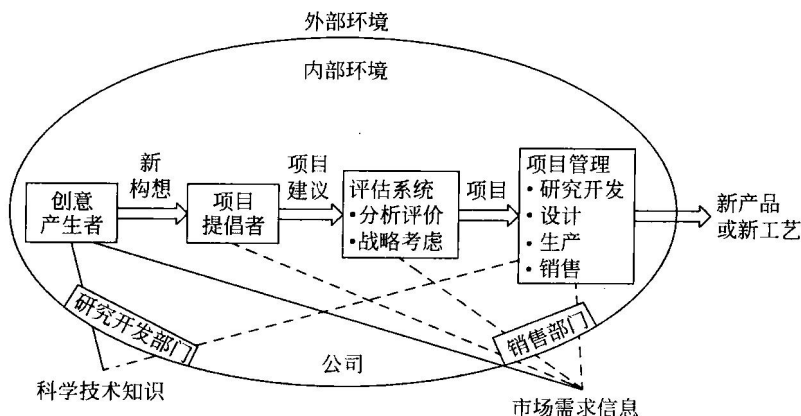 外部环境
内部环境
新
构想
项目
建议
项目
创意
产生者
项目
提倡者
评估系统
•分析评价
•战略考虑
项目管理
•研究开发
•设计
•生产
•销售
新产品
或新工艺
研究开发部门
销售部门
公司
科学技术知识
市场需求信息